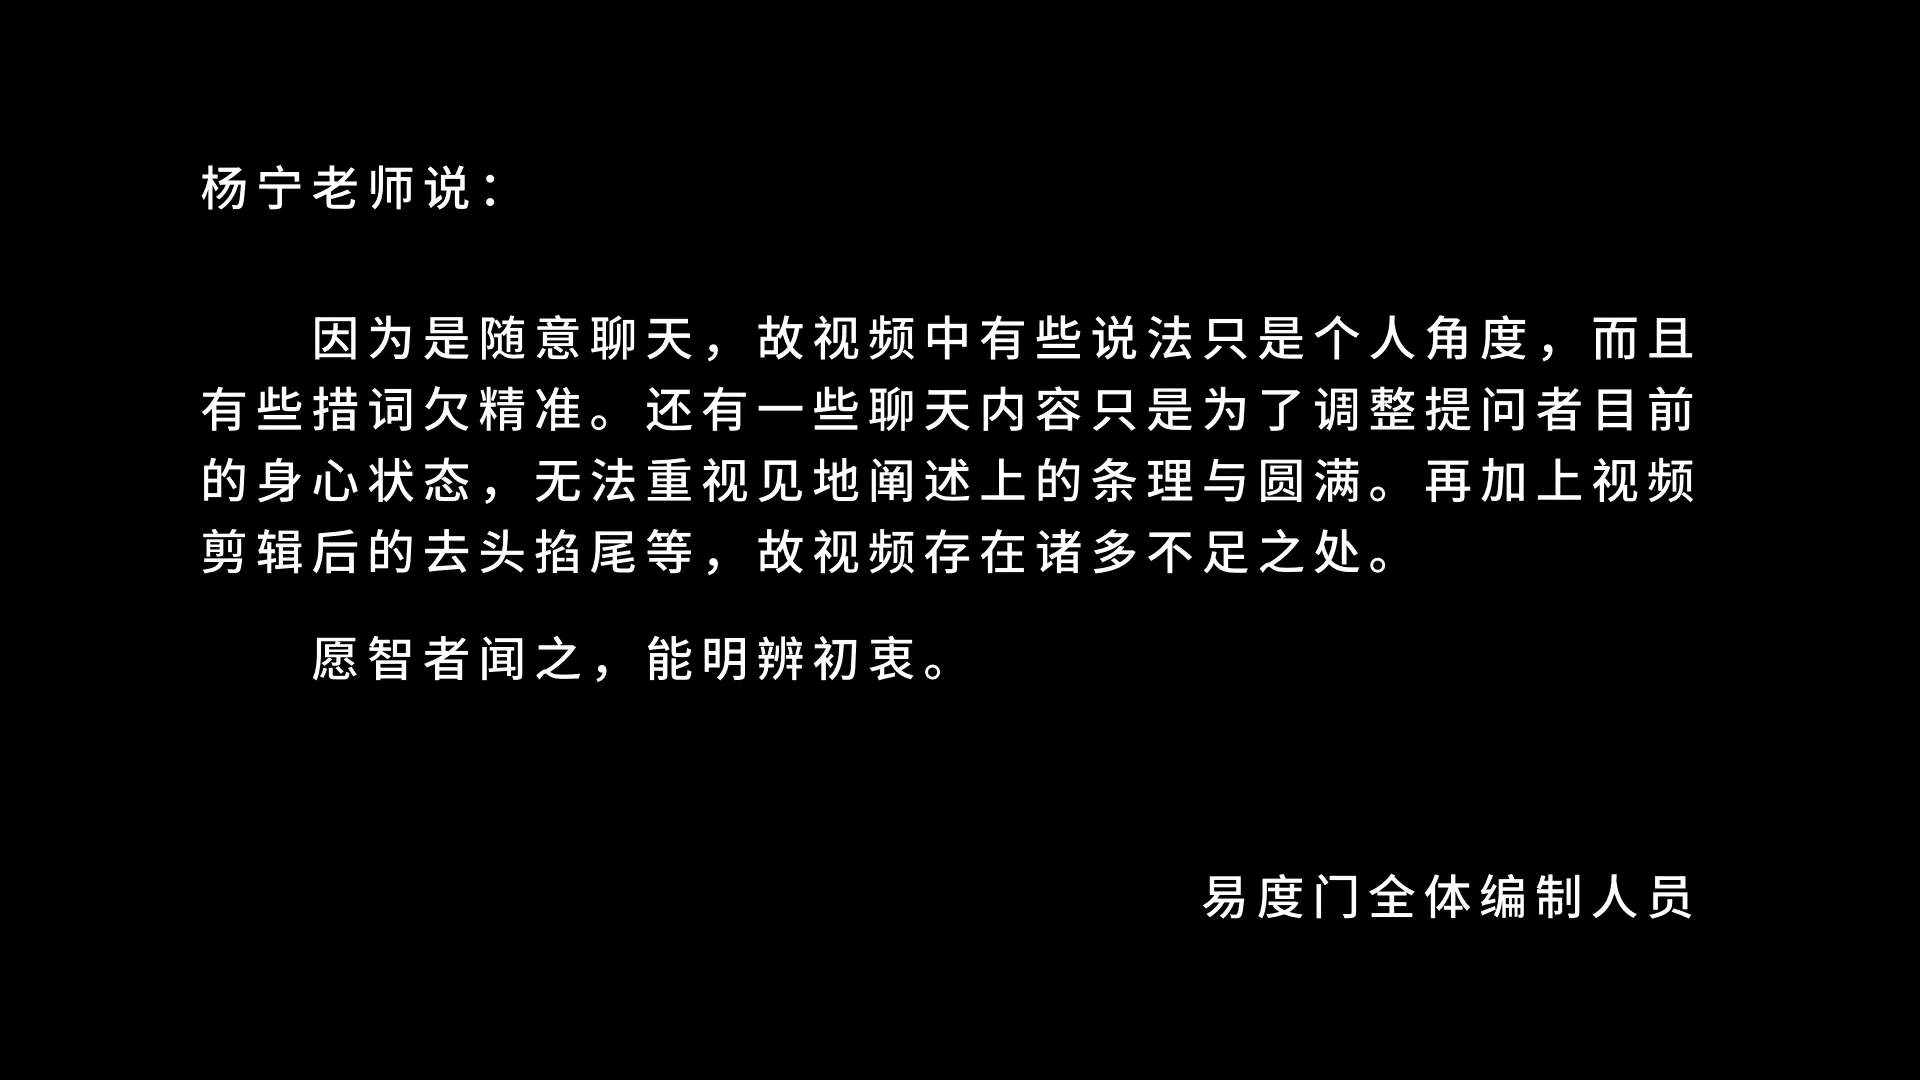 杨宁老师说：
因为是随意聊天，故视频中有些说法只是个人角度，而且
有些措词欠精准。还有一些聊天内容只是为了调整提问者目前
的身心状态，无法重视见地阐述上的条理与圆满。再加上视频
剪辑后的去头掐尾等，故视频存在诸多不足之处。
愿智者闻之，能明辨初衷。
易度门全体编制人员